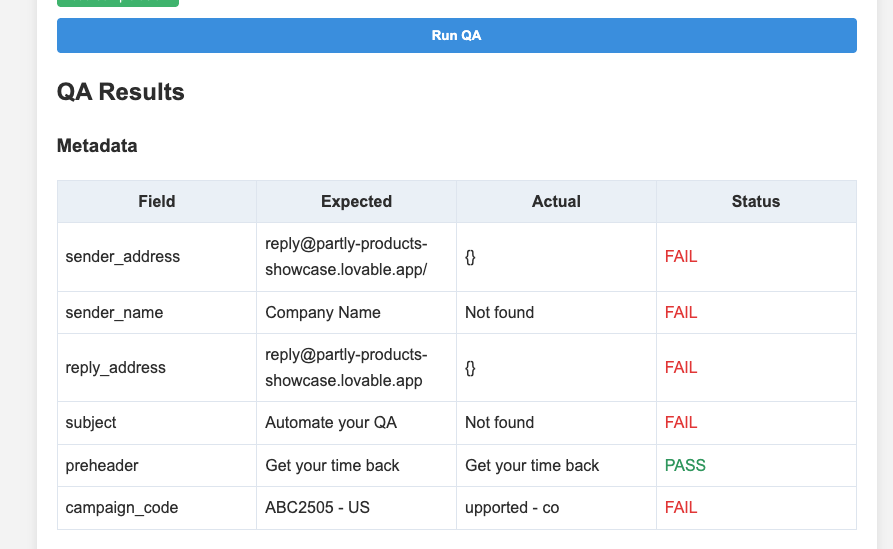 Run QA
QA Results
Metadata
Field Expected Actual Status
sender_address reply@partly-products-
showcase.lovable.app/ {} FAIL
sender_name Company Name Not found FAIL
reply_address reply@partly-products-
showcase.lovable.app {} FAIL
subject Automate your QA Not found FAIL
preheader Get your time back Get your time back PASS
campaign_code ABC2505 - US upported - co FAIL